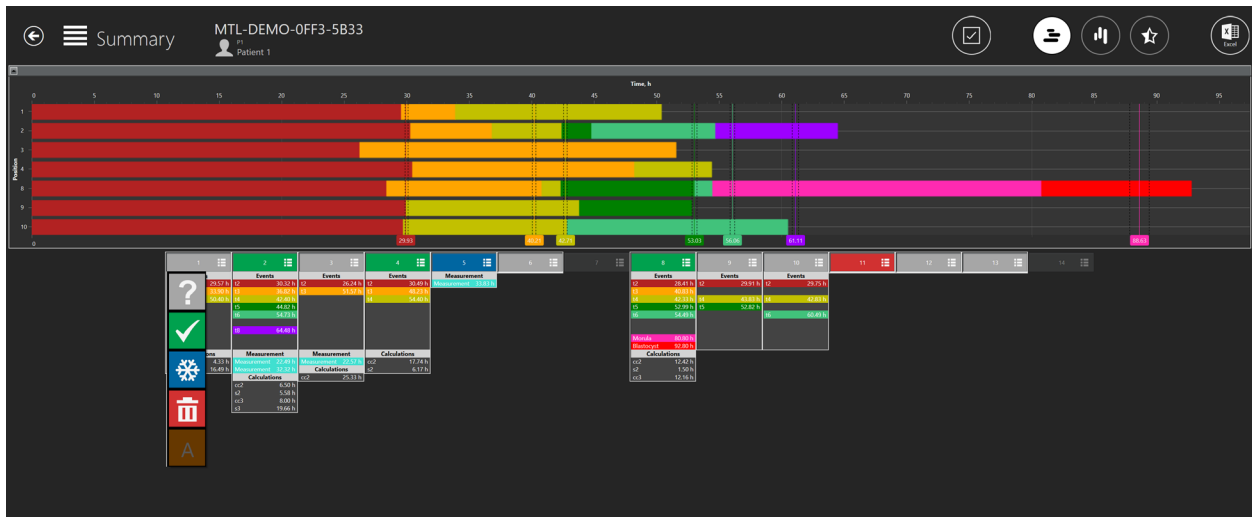 Summary
MTL-DEMO-0FF3-5B33
P1
Patient 1
Excel
Time, h
0 5 10 15 20 25 30 35 40 45 50 55 60 65 70 75 80 85 90 95
Position
1
2
3
4
8
9
10
0
29.93 40.21 42.71 53.03 56.06 61.11 88.63
1 2 3 4 5 6 7 8 9 10 11 12 13 14
Events Events Events Measurement Events Events Events
29.57 h t2 30.32 h t2 26.24 h t2 30.49 h Measurement 33.83 h t2 28.41 h t2 29.91 h t2 29.75 h
33.90 h t3 36.82 h t3 51.57 h t3 48.23 h t3 40.83 h
50.40 h t4 42.40 h t4 54.40 h t4 42.33 h t4 43.83 h t4 42.83 h
t5 44.82 h t5 52.99 h t5 52.82 h
t6 54.73 h t6 54.49 h t6 60.49 h
t8 64.48 h
Morula 80.80 h
Blastocyst 92.80 h
Measurement Measurement Calculations Calculations
4.33 h Measurement 22.49 h Measurement 22.57 h cc2 17.74 h cc2 12.42 h
16.49 h Measurement 32.32 h Calculations s2 6.17 h s2 1.50 h
Calculations cc2 25.33 h cc3 12.16 h
cc2 6.50 h
s2 5.58 h
cc3 8.00 h
s3 19.66 h
?
A